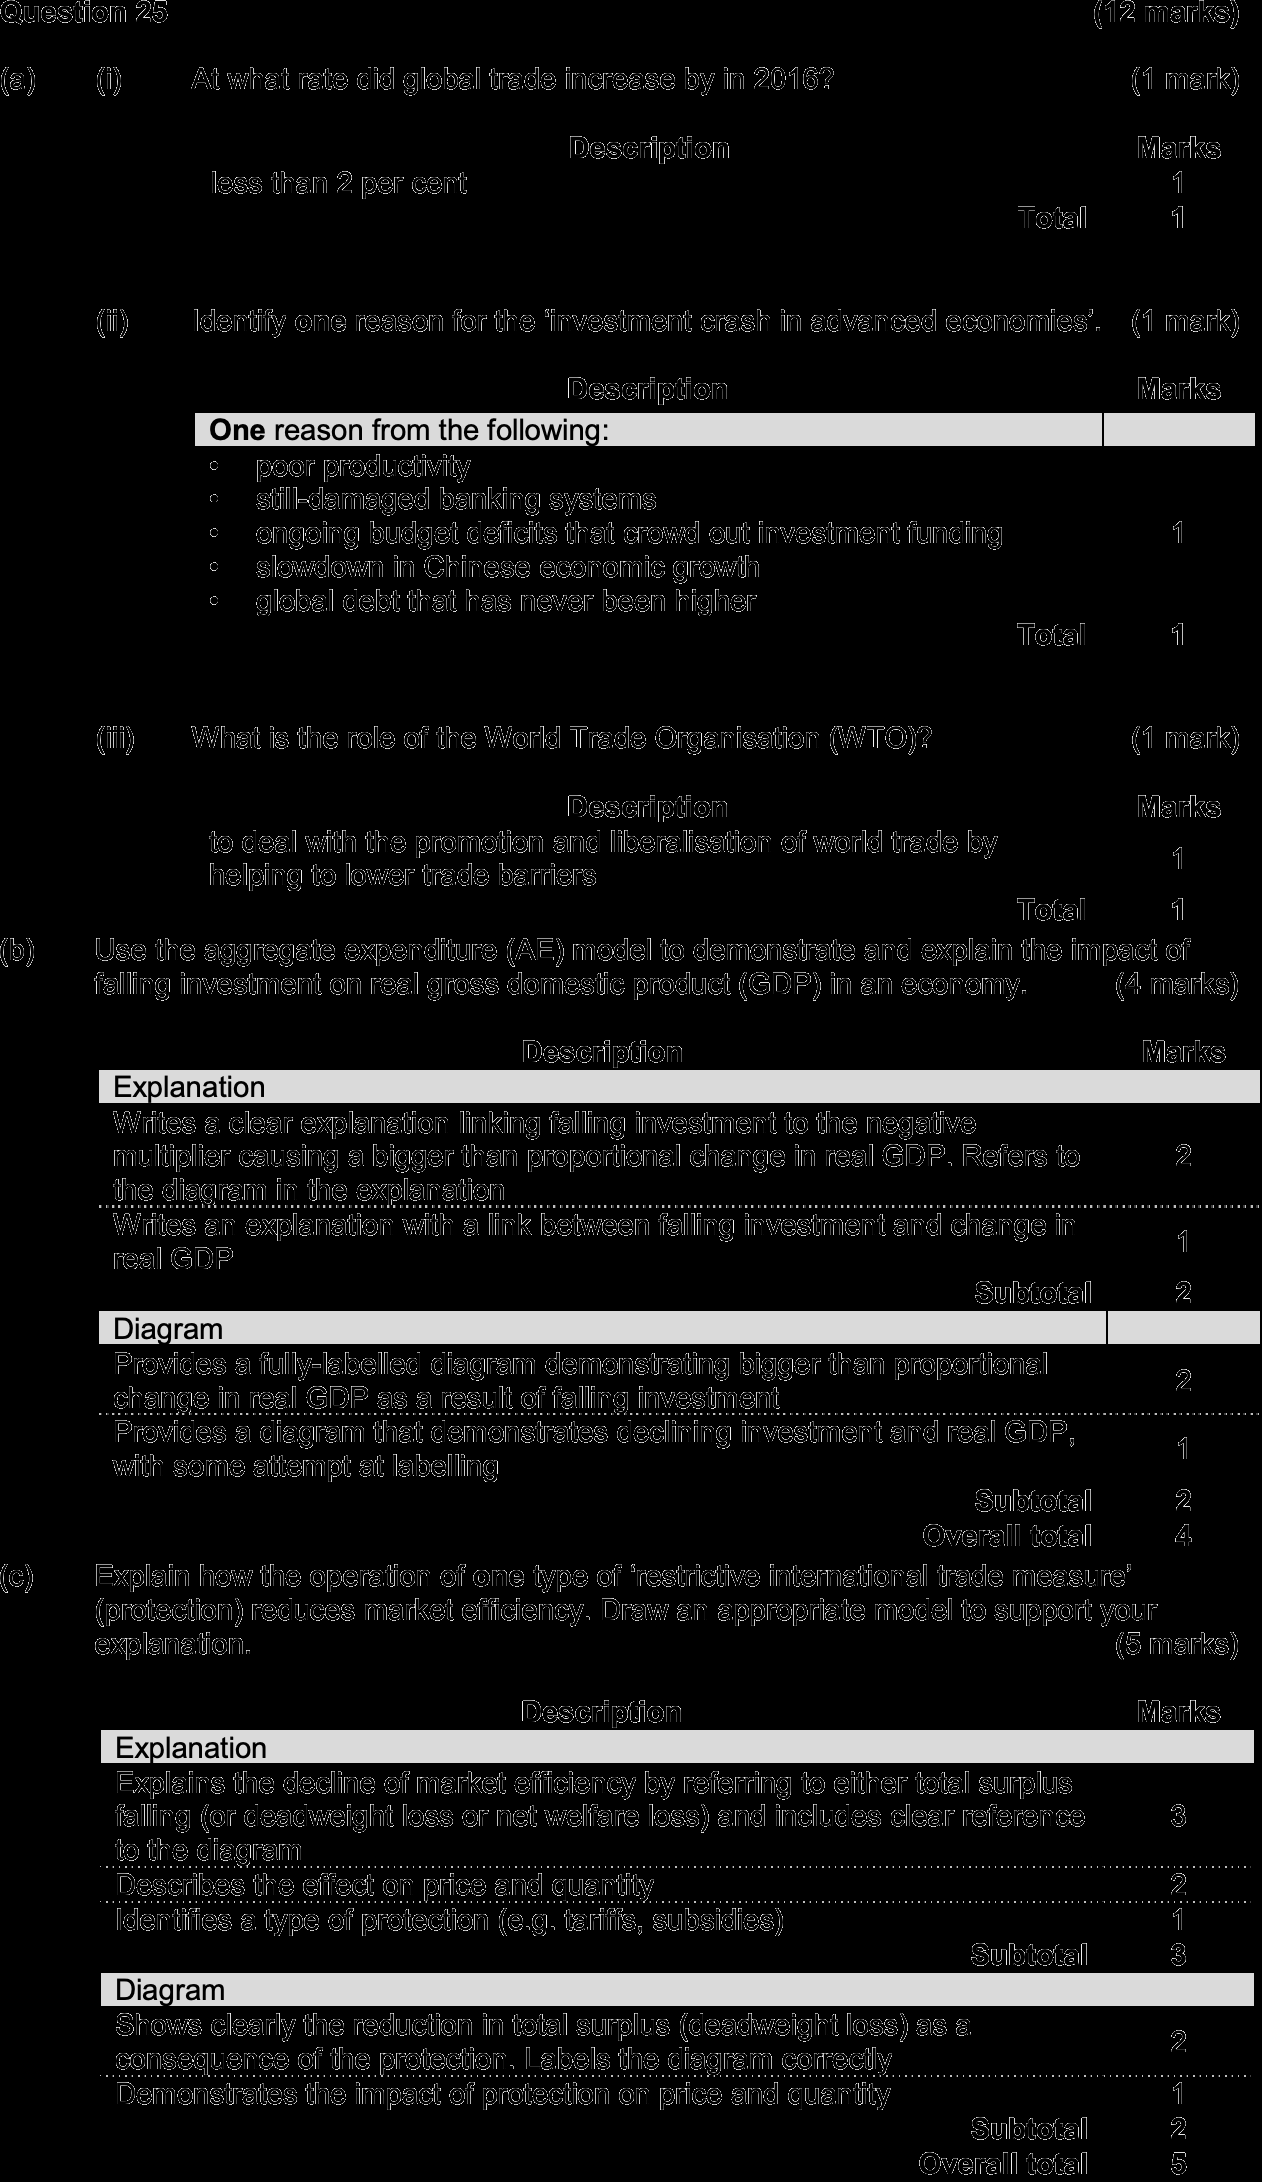 Question 25 (12 marks)
(a) (i) At what rate did global trade increase by in 2016? (1 mark)
Description Marks
less than 2 per cent 1
Total 1
(ii) Identify one reason for the ‘investment crash in advanced economies’. (1 mark)
Description Marks
One reason from the following:
• poor productivity
• still-damaged banking systems
• ongoing budget deficits that crowd out investment funding 1
• slowdown in Chinese economic growth
• global debt that has never been higher
Total 1
(iii) What is the role of the World Trade Organisation (WTO)? (1 mark)
Description Marks
to deal with the promotion and liberalisation of world trade by
helping to lower trade barriers 1
Total 1
(b) Use the aggregate expenditure (AE) model to demonstrate and explain the impact of
falling investment on real gross domestic product (GDP) in an economy. (4 marks)
Description Marks
Explanation
Writes a clear explanation linking falling investment to the negative
multiplier causing a bigger than proportional change in real GDP. Refers to 2
the diagram in the explanation
Writes an explanation with a link between falling investment and change in
real GDP 1
Subtotal 2
Diagram
Provides a fully-labelled diagram demonstrating bigger than proportional
change in real GDP as a result of falling investment 2
Provides a diagram that demonstrates declining investment and real GDP,
with some attempt at labelling 1
Subtotal 2
Overall total 4
(c) Explain how the operation of one type of ‘restrictive international trade measure’
(protection) reduces market efficiency. Draw an appropriate model to support your
explanation. (5 marks)
Description Marks
Explanation
Explains the decline of market efficiency by referring to either total surplus
falling (or deadweight loss or net welfare loss) and includes clear reference 3
to the diagram
Describes the effect on price and quantity 2
Identifies a type of protection (e.g. tariffs, subsidies) 1
Subtotal 3
Diagram
Shows clearly the reduction in total surplus (deadweight loss) as a
consequence of the protection. Labels the diagram correctly 2
Demonstrates the impact of protection on price and quantity 1
Subtotal 2
Overall total 5